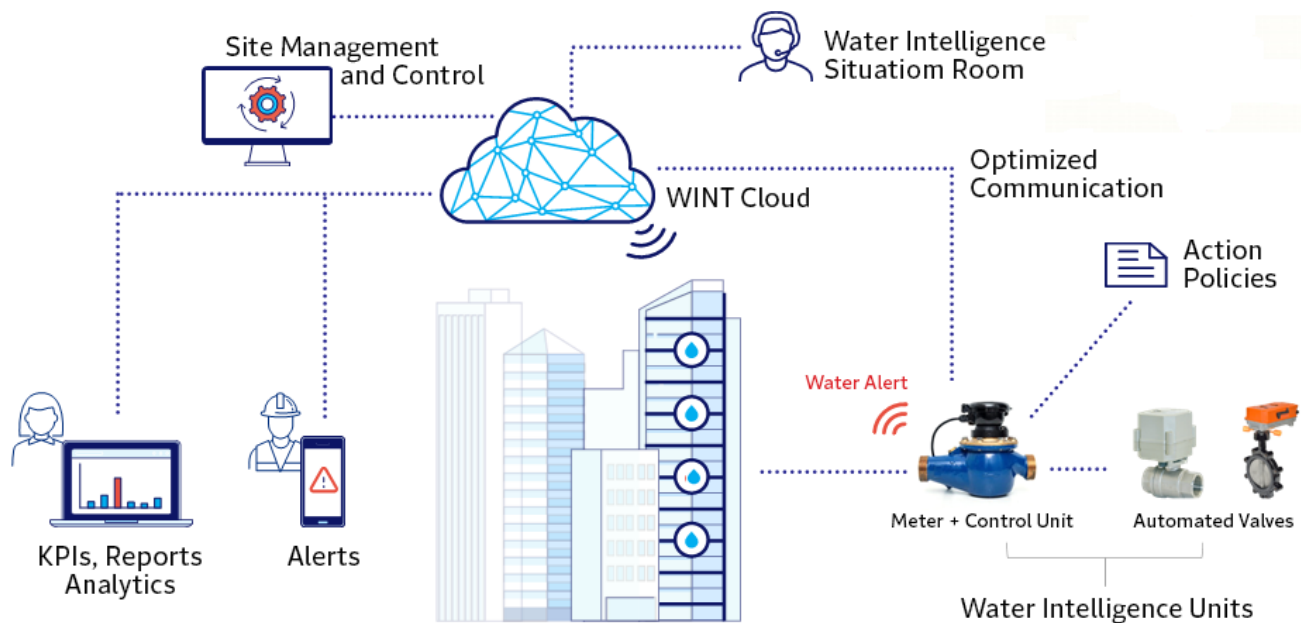 Site Management
and Control
Water Intelligence
Situatiom Room
WINT Cloud
Optimized
Communication
Action
Policies
Water Alert
Meter + Control Unit
Automated Valves
Water Intelligence Units
KPIs, Reports
Analytics
Alerts